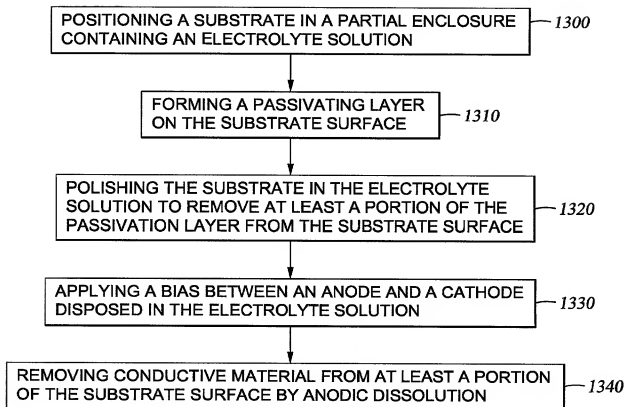 POSITIONING A SUBSTRATE IN A PARTIAL ENCLOSURE
CONTAINING AN ELECTROLYTE SOLUTION
1300
FORMING A PASSIVATING LAYER
ON THE SUBSTRATE SURFACE
1310
POLISHING THE SUBSTRATE IN THE ELECTROLYTE
SOLUTION TO REMOVE AT LEAST A PORTION OF THE
PASSIVATION LAYER FROM THE SUBSTRATE SURFACE
1320
APPLYING A BIAS BETWEEN AN ANODE AND A CATHODE
DISPOSED IN THE ELECTROLYTE SOLUTION
1330
REMOVING CONDUCTIVE MATERIAL FROM AT LEAST A PORTION
OF THE SUBSTRATE SURFACE BY ANODIC DISSOLUTION
1340